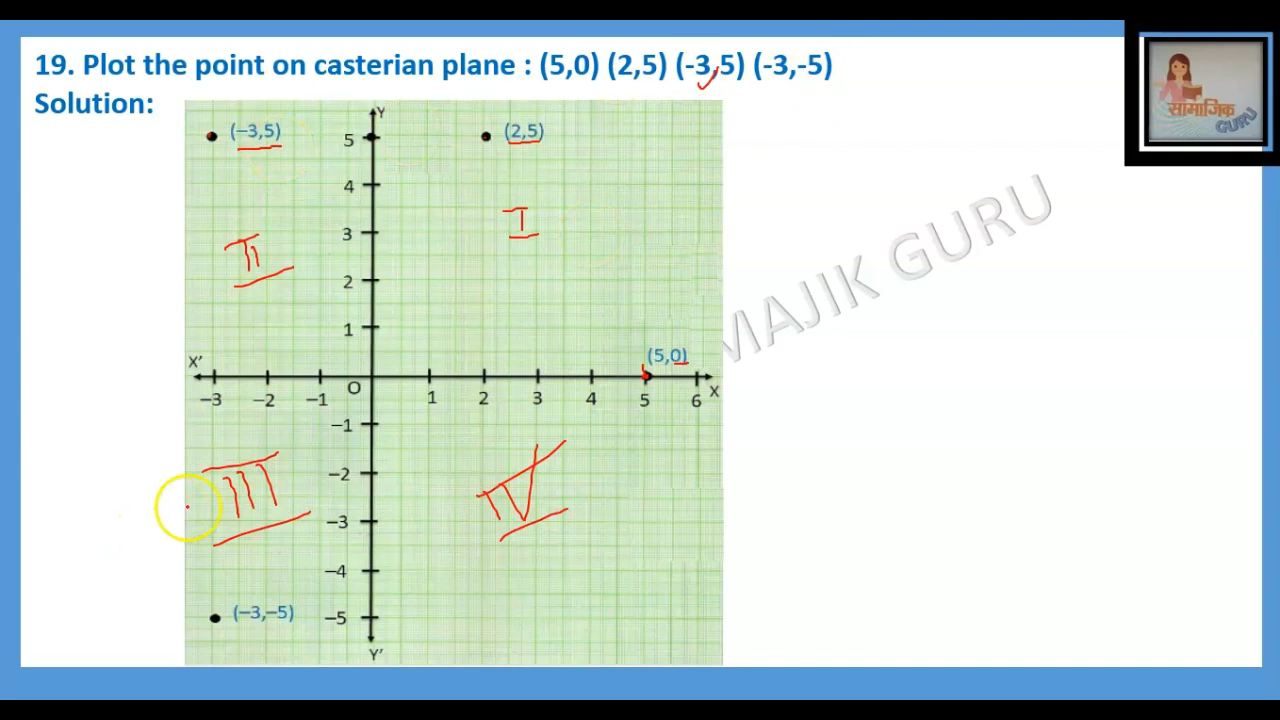 19. Plot the point on casterian plane : (5,0) (2,5) (-3,5) (-3,-5)
Solution:
सामाजिक
GURU
MAJIK GURU
Y
(–3,5)
5
(2,5)
4
I
3
II
2
1
(5,0)
X'
O
X
–3 –2 –1 1 2 3 4 5 6
–1
–2
III
IV
–3
–4
(–3,–5)
–5
Y'